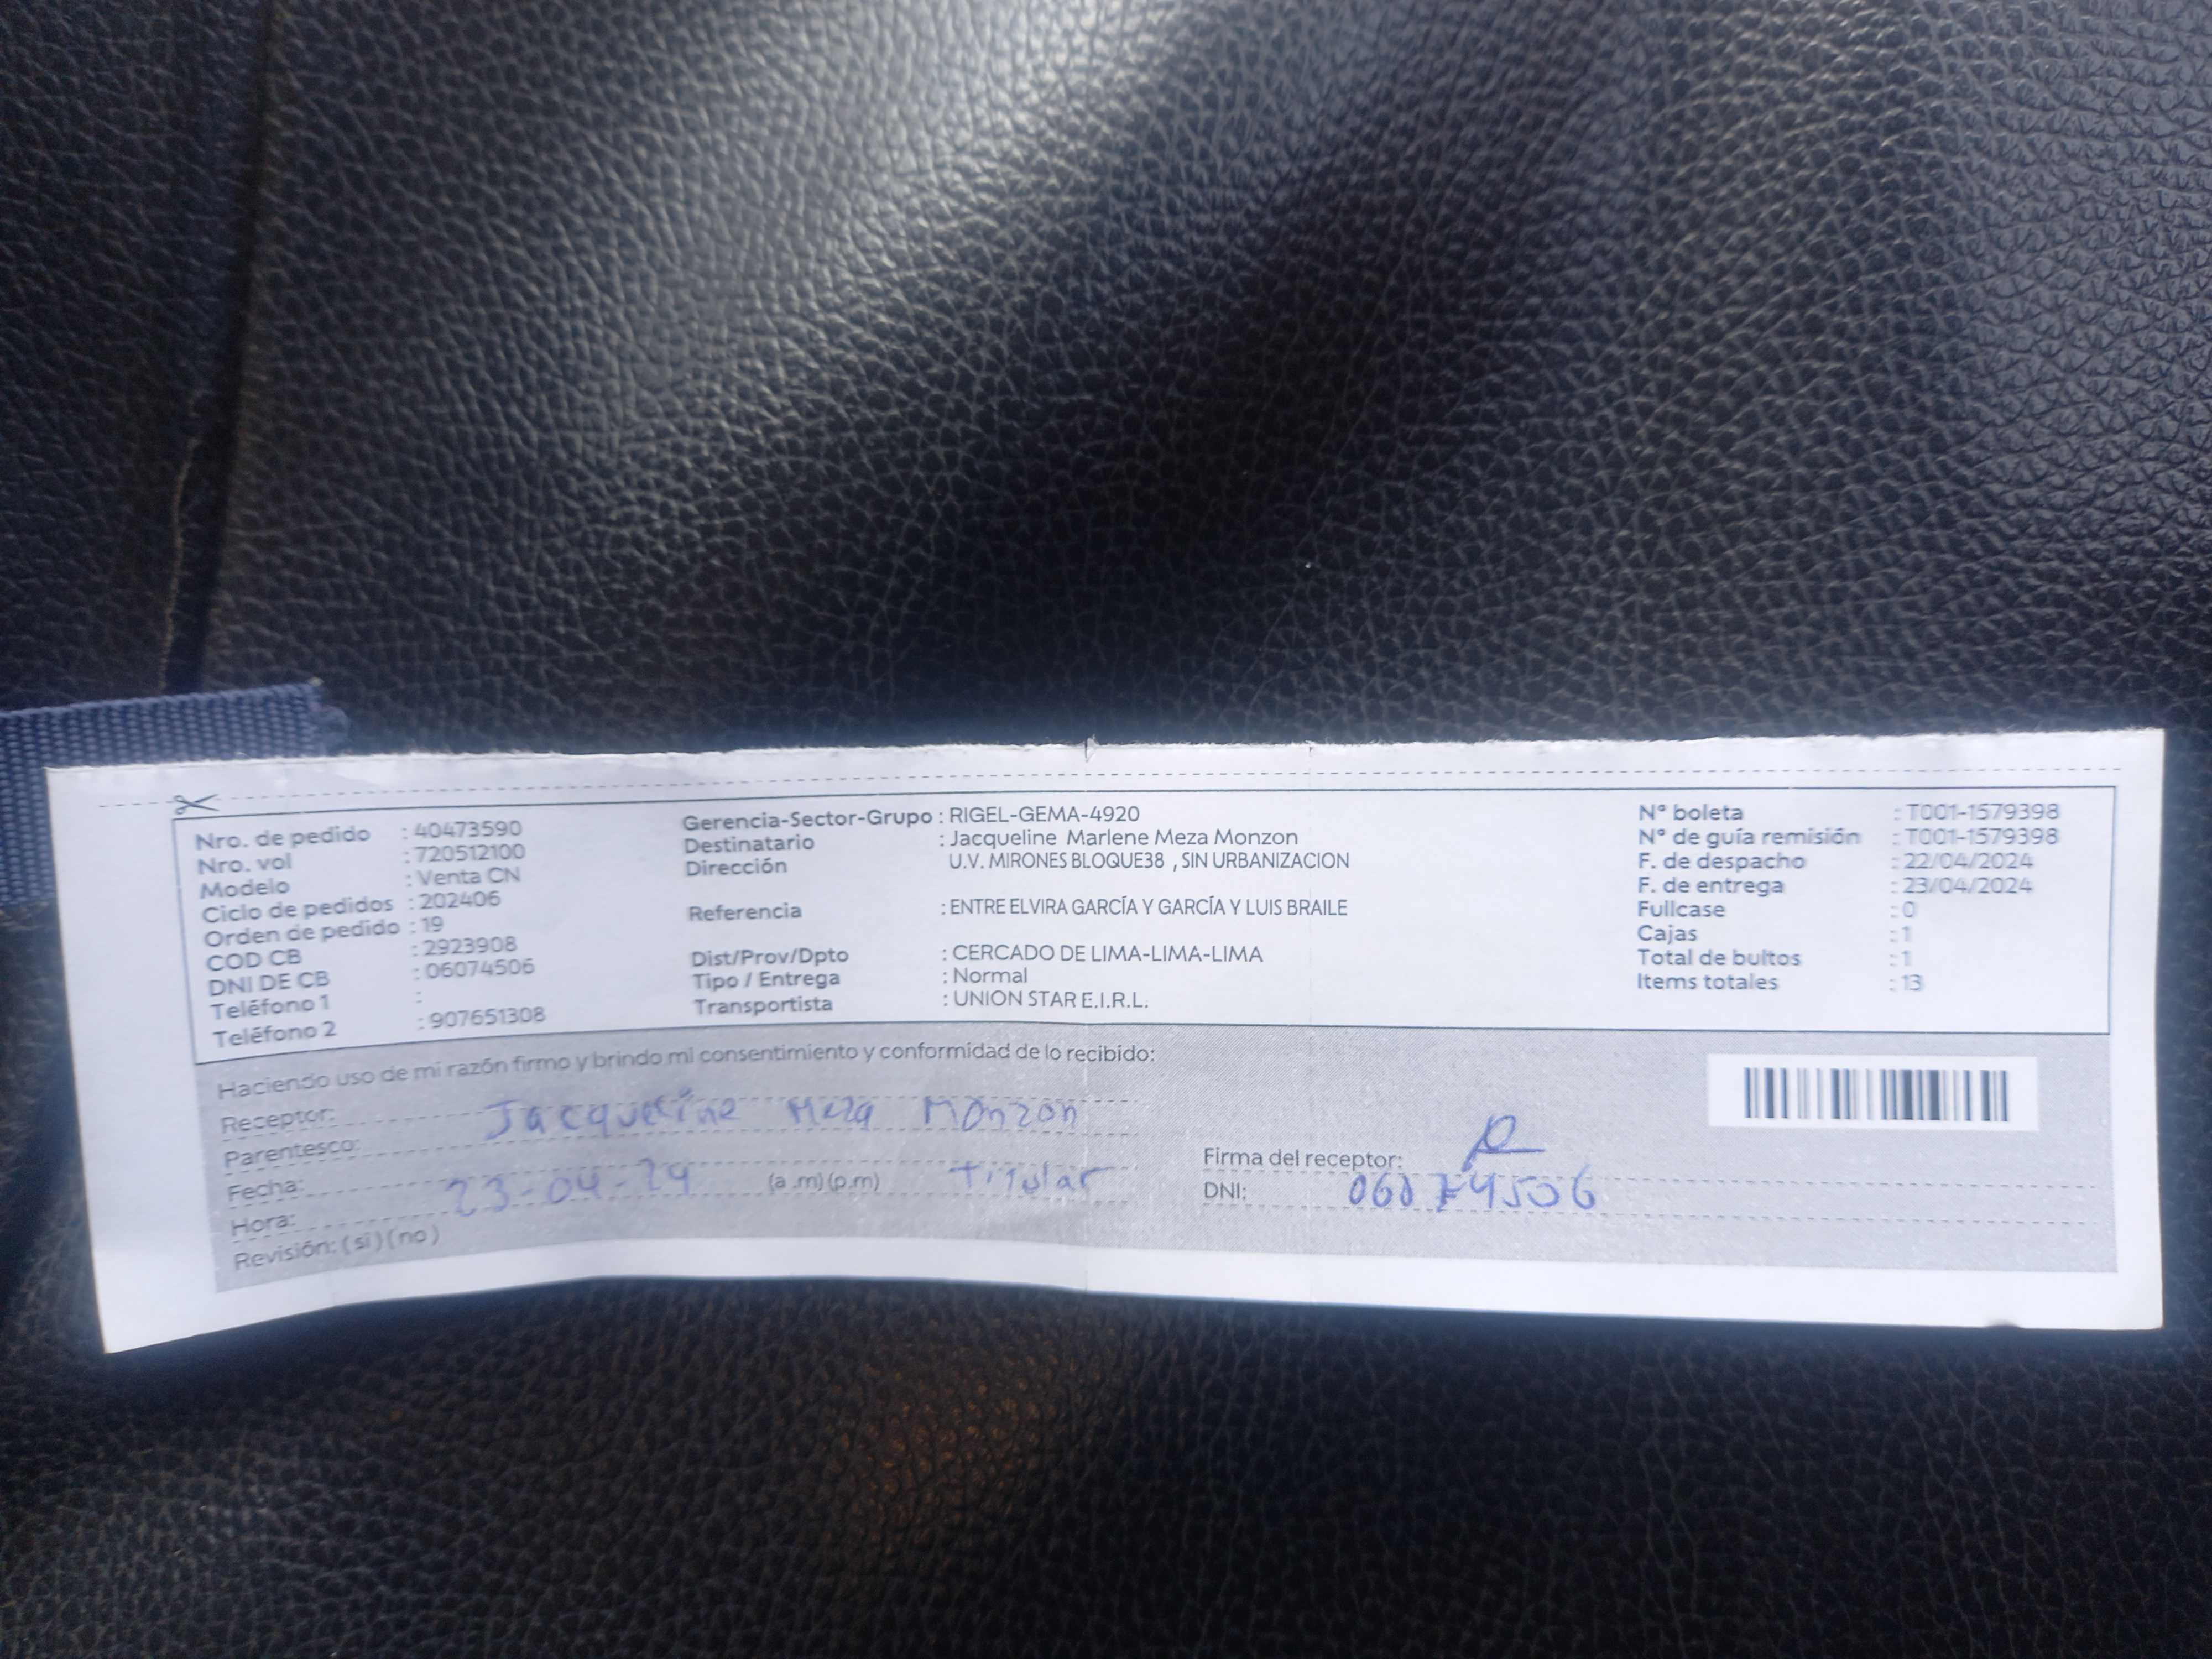 Nro. de pedido : 40473590
Nro. vol : 720512100
Modelo : Venta CN
Ciclo de pedidos : 202406
Orden de pedido : 19
COD CB : 2923908
DNI DE CB : 06074506
Teléfono 1 :
Teléfono 2 : 907651308
Gerencia-Sector-Grupo : RIGEL-GEMA-4920
Destinatario : Jacqueline Marlene Meza Monzon
Dirección U.V. MIRONES BLOQUE38 , SIN URBANIZACION
Referencia : ENTRE ELVIRA GARCÍA Y GARCÍA Y LUIS BRAILE
Dist/Prov/Dpto : CERCADO DE LIMA-LIMA-LIMA
Tipo / Entrega : Normal
Transportista : UNION STAR E.I.R.L.
N° boleta : T001-1579398
N° de guía remisión : T001-1579398
F. de despacho : 22/04/2024
F. de entrega : 23/04/2024
Fullcase : 0
Cajas : 1
Total de bultos : 1
Items totales : 13
Haciendo uso de mi razón firmo y brindo mi consentimiento y conformidad de lo recibido:
Receptor: Jacqueline Meza Monzon
Parentesco:
Fecha: 23-04-24 (a .m) (p.m) Titular
Hora:
Revisión: ( si ) ( no )
Firma del receptor:
DNI: 06074506